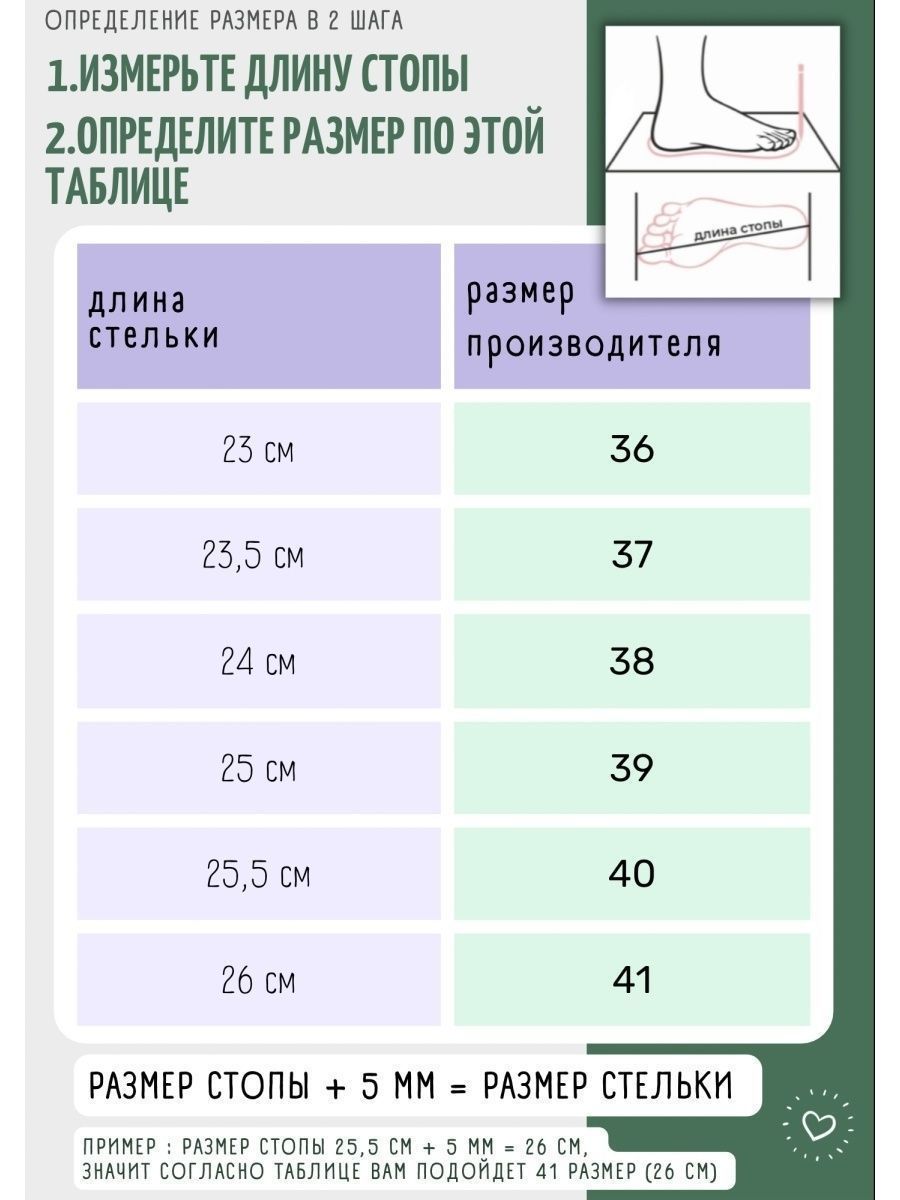 ОПРЕДЕЛЕНИЕ РАЗМЕРА В 2 ШАГА
1.ИЗМЕРЬТЕ ДЛИНУ СТОПЫ
2.ОПРЕДЕЛИТЕ РАЗМЕР ПО ЭТОЙ
ТАБЛИЦЕ
длина стопы
длина
стельки
размер
производителя
23 см
36
23,5 см
37
24 см
38
25 см
39
25,5 см
40
26 см
41
РАЗМЕР СТОПЫ + 5 ММ = РАЗМЕР СТЕЛЬКИ
ПРИМЕР : РАЗМЕР СТОПЫ 25,5 СМ + 5 ММ = 26 СМ,
ЗНАЧИТ СОГЛАСНО ТАБЛИЦЕ ВАМ ПОДОЙДЕТ 41 РАЗМЕР (26 СМ)